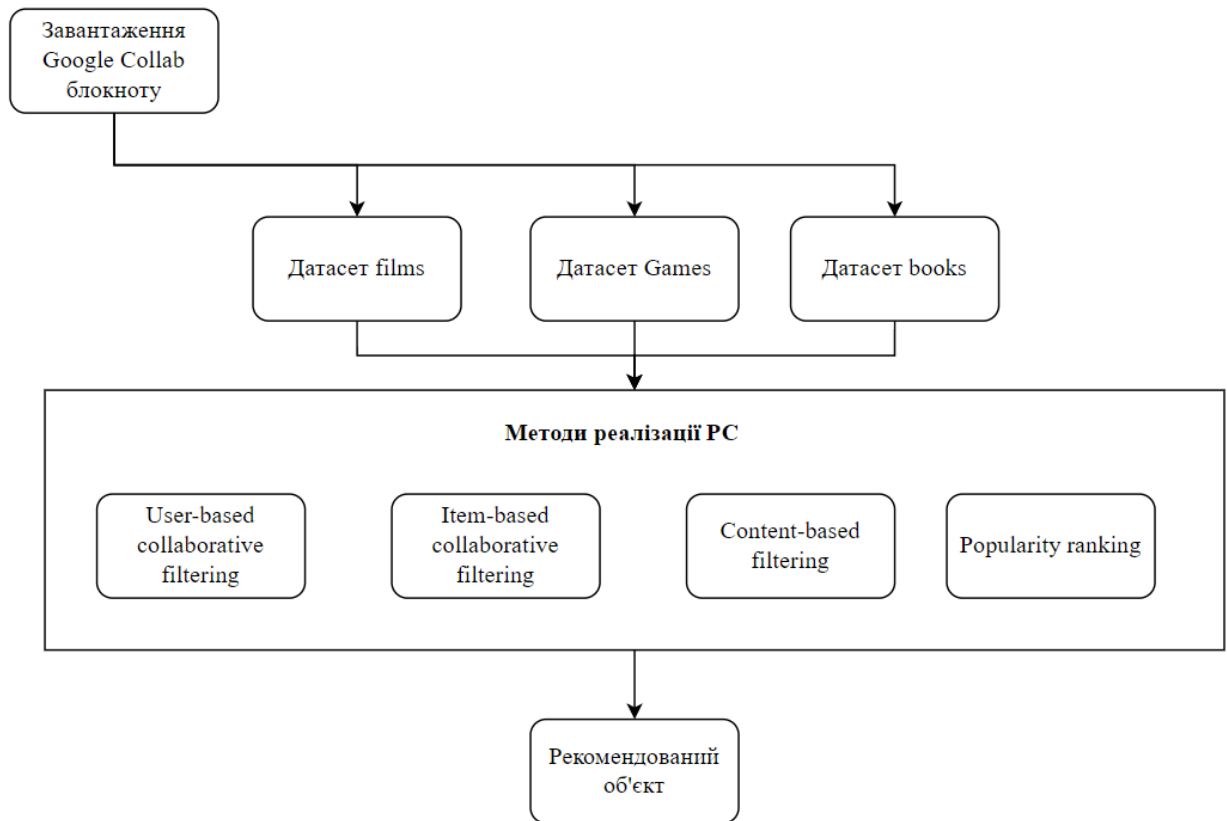 Завантаження
Google Collab
блокноту
Датасет films
Датасет Games
Датасет books
Методи реалізації РС
User-based
collaborative
filtering
Item-based
collaborative
filtering
Content-based
filtering
Popularity ranking
Рекомендований
об'єкт